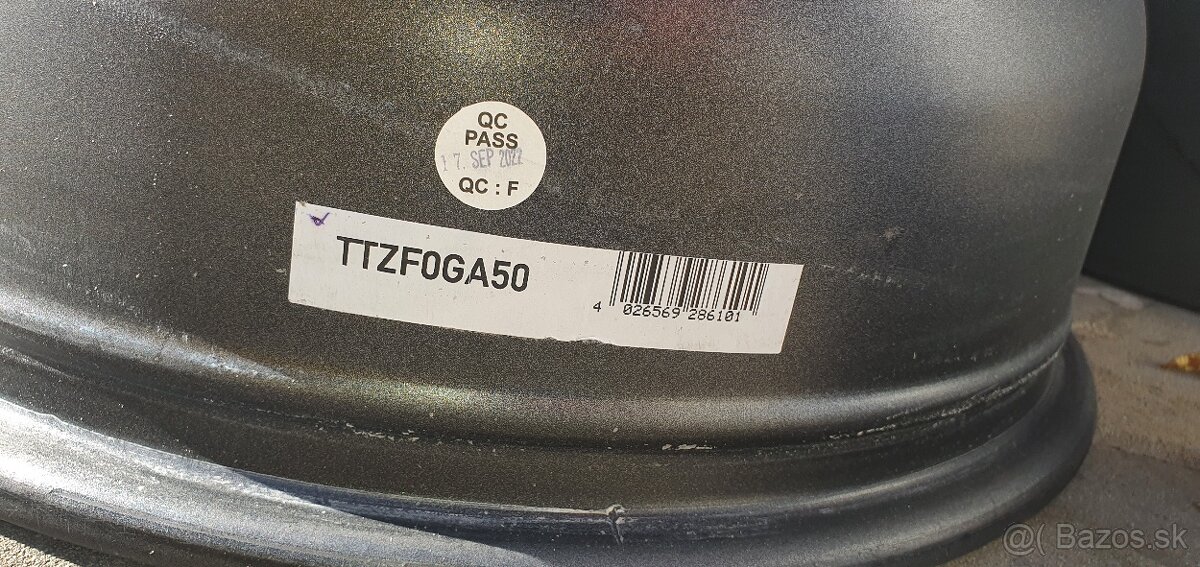 QC
PASS
17. SEP 2022
QC : F
TTZF0GA50
4 026569 286101
@( Bazos.sk